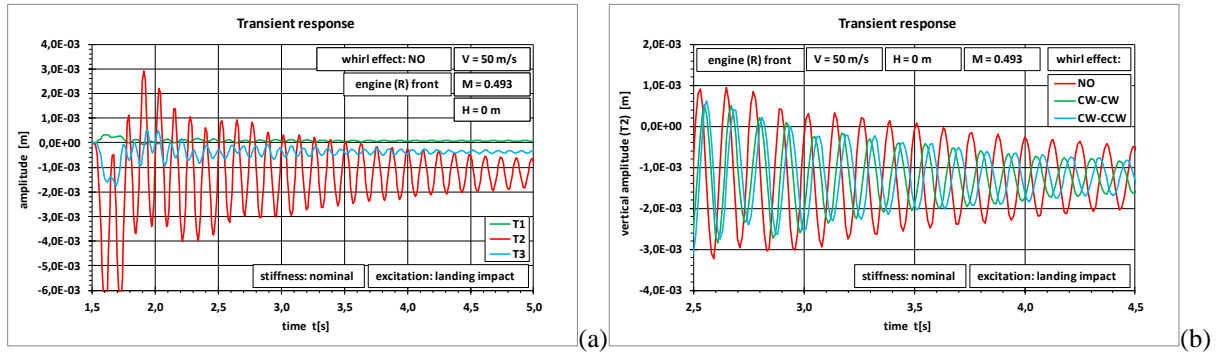 Transient response
4,0E-03
3,0E-03
2,0E-03
1,0E-03
0,0E+00
-1,0E-03
-2,0E-03
-3,0E-03
-4,0E-03
-5,0E-03
-6,0E-03
amplitude [m]
whirl effect: NO
V = 50 m/s
engine (R) front
M = 0.493
H = 0 m
T1
T2
T3
stiffness: nominal
excitation: landing impact
1,5 2,0 2,5 3,0 3,5 4,0 4,5 5,0
time t[s]
(a)
Transient response
2,0E-03
1,0E-03
0,0E+00
-1,0E-03
-2,0E-03
-3,0E-03
-4,0E-03
vertical amplitude (T2) [m]
engine (R) front
V = 50 m/s
H = 0 m
M = 0.493
whirl effect:
NO
CW-CW
CW-CCW
stiffness: nominal
excitation: landing impact
2,5 3,0 3,5 4,0 4,5
time t[s]
(b)